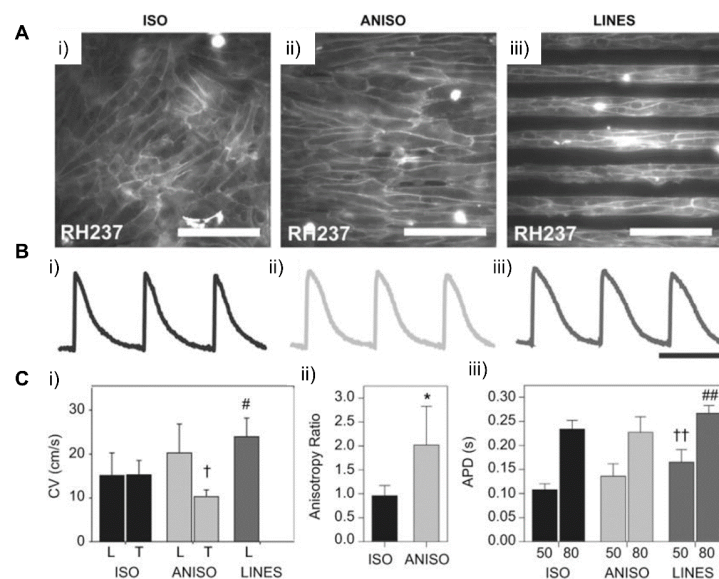 ISO ANISO LINES
A i) ii) iii)
RH237 RH237 RH237
B i) ii) iii)
C i) ii) iii)
CV (cm/s)
30
20
10
0
#
†
L T L T L
ISO ANISO LINES
Anisotropy Ratio
3.0
2.5
2.0
1.5
1.0
0.5
0.0
*
ISO ANISO
APD (s)
0.30
0.25
0.20
0.15
0.10
0.05
0.00
##
††
50 80 50 80 50 80
ISO ANISO LINES